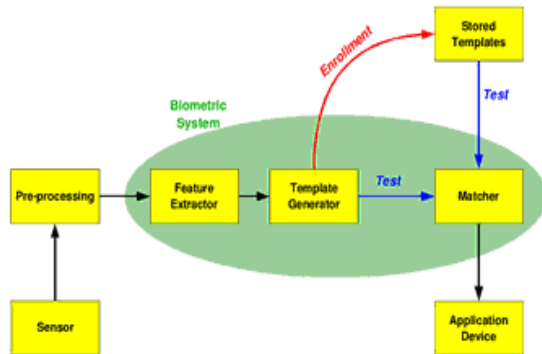 Stored
Templates
Enrollment
Test
Biometric
System
Pre-processing
Feature
Extractor
Template
Generator
Test
Matcher
Sensor
Application
Device